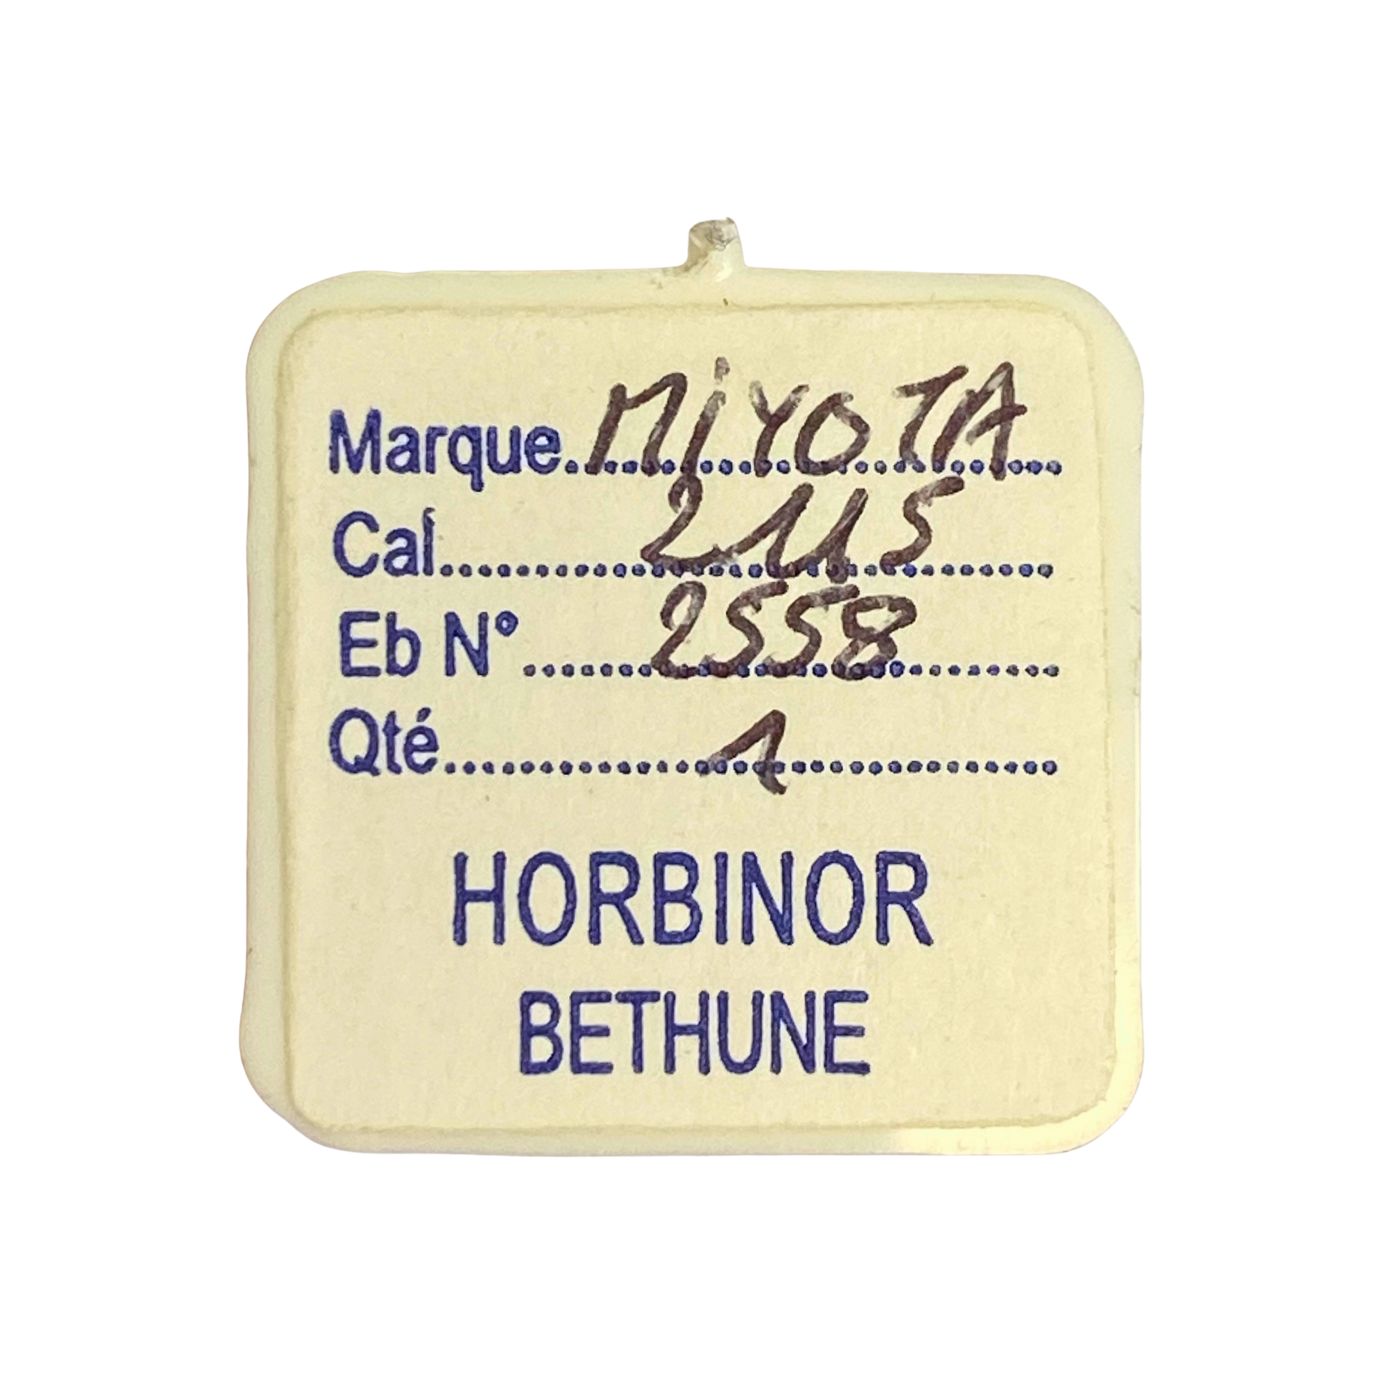 Marque MiYOTA
Cal 2115
Eb N° 2558
Qté 1
HORBINOR
BETHUNE